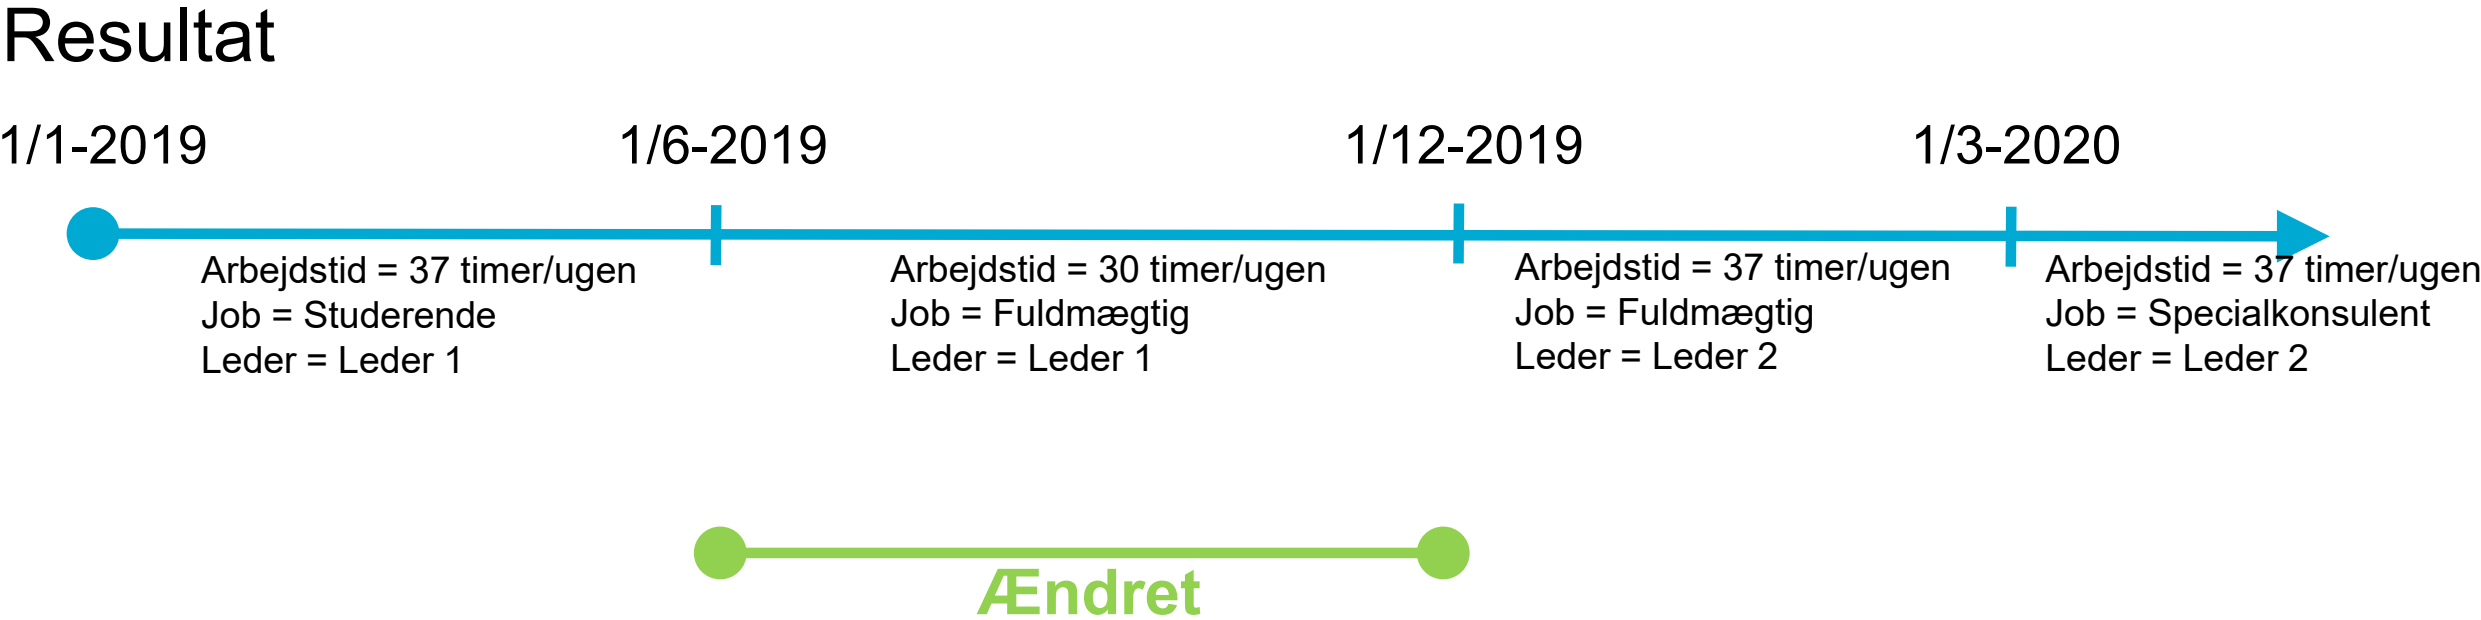 Resultat
1/1-2019
1/6-2019
1/12-2019
1/3-2020
Arbejdstid = 37 timer/ugen
Job = Studerende
Leder = Leder 1
Arbejdstid = 30 timer/ugen
Job = Fuldmægtig
Leder = Leder 1
Arbejdstid = 37 timer/ugen
Job = Fuldmægtig
Leder = Leder 2
Arbejdstid = 37 timer/ugen
Job = Specialkonsulent
Leder = Leder 2
Ændret